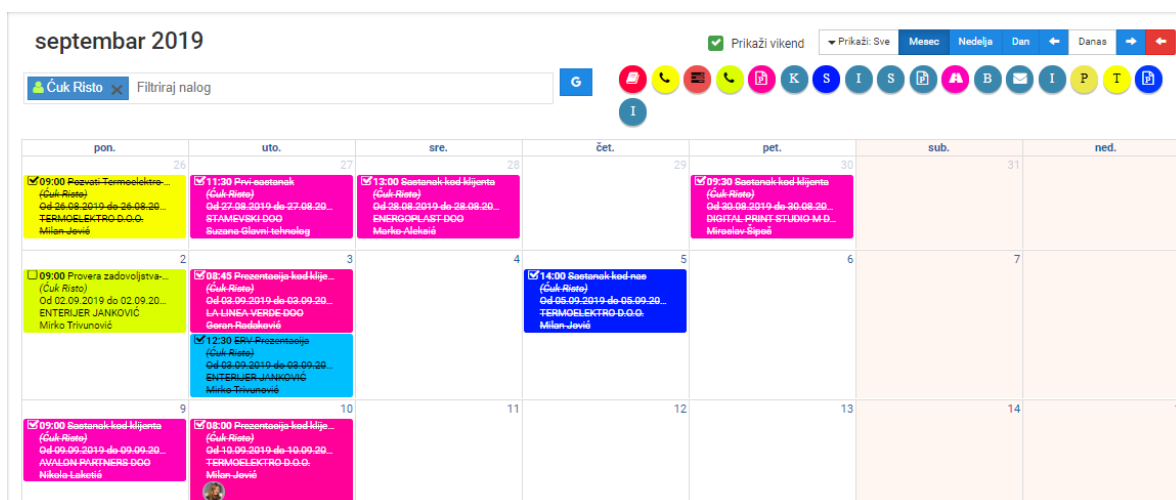 septembar 2019
Prikaži vikend
Prikaži: Sve
Mesec
Nedelja
Dan
Danas
Ćuk Risto
Filtriraj nalog
G
K
S
I
S
B
I
P
T
I
pon.
uto.
sre.
čet.
pet.
sub.
ned.
26
27
28
29
30
31
09:00 Pozvati Termoelektro-...
(Ćuk Risto)
Od 26.08.2019 do 26.08.20...
TERMOELEKTRO D.O.O.
Milan Jović
11:30 Prvi sastanak
(Ćuk Risto)
Od 27.08.2019 do 27.08.20...
STAMEVSKI DOO
Suzana Glavni tehnolog
13:00 Sastanak kod klijenta
(Ćuk Risto)
Od 28.08.2019 do 28.08.20...
ENERGOPLAST DOO
Marko Aleksić
09:30 Sastanak kod klijenta
(Ćuk Risto)
Od 30.08.2019 do 30.08.20...
DIGITAL PRINT STUDIO M D...
Miroslav Šipoš
2
3
4
5
6
7
09:00 Provera zadovoljstva-...
(Ćuk Risto)
Od 02.09.2019 do 02.09.20...
ENTERIJER JANKOVIĆ
Mirko Trivunović
08:45 Prezentacija kod klije...
(Ćuk Risto)
Od 03.09.2019 do 03.09.20...
LA LINEA VERDE DOO
Goran Radaković
12:30 ERV Prezentacija
(Ćuk Risto)
Od 03.09.2019 do 03.09.20...
ENTERIJER JANKOVIĆ
Mirko Trivunović
14:00 Sastanak kod nas
(Ćuk Risto)
Od 05.09.2019 do 05.09.20...
TERMOELEKTRO D.O.O.
Milan Jović
9
10
11
12
13
14
09:00 Sastanak kod klijenta
(Ćuk Risto)
Od 09.09.2019 do 09.09.20...
AVALON PARTNERS DOO
Nikola Laketić
08:00 Prezentacija kod klije...
(Ćuk Risto)
Od 10.09.2019 do 10.09.20...
TERMOELEKTRO D.O.O.
Milan Jović